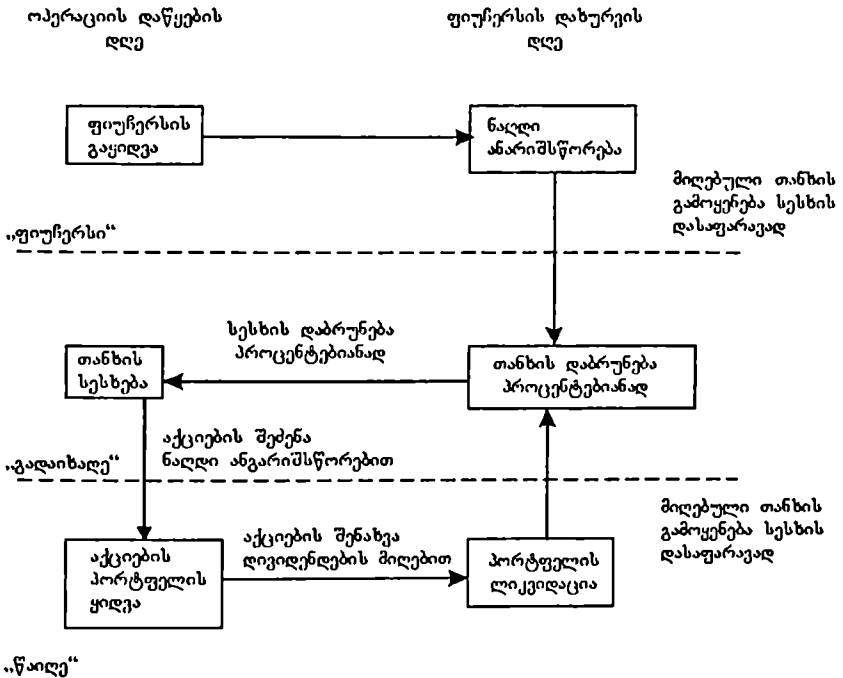 ოპერაციის დაწყების
დღე
ფიუჩერსის დახურვის
დღე
ფიუჩერსის
გაყიდვა
ნაღდი
ანარიშსწორება
მიღებული თანხის
გამოყენება სესხის
დასაფარავად
„ფიუჩერსი“
სესხის დაბრუნება
პროცენტებიანად
თანხის
სესხება
თანხის დაბრუნება
პროცენტებიანად
აქციების შეძენა
ნაღდი ანგარიშსწორებით
„გადაიხადე“
მიღებული თანხის
გამოყენება სესხის
დასაფარავად
აქციების შენახვა
დივიდენდების მიღებით
აქციების
პორტფელის
ყიდვა
პორტფელის
ლიკვიდაცია
„წაიღე“